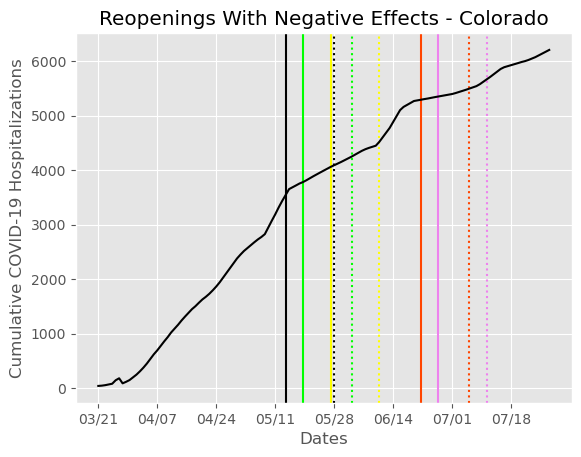 Reopenings With Negative Effects - Colorado
Cumulative COVID-19 Hospitalizations
6000
5000
4000
3000
2000
1000
0
03/21 04/07 04/24 05/11 05/28 06/14 07/01 07/18
Dates